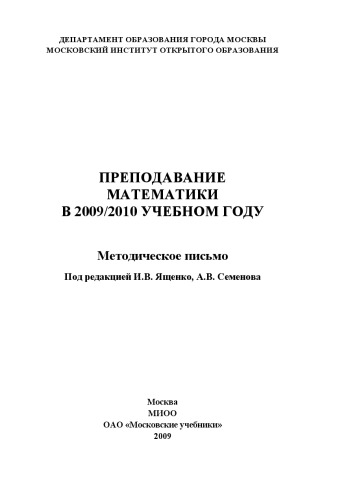 ДЕПАРТАМЕНТ ОБРАЗОВАНИЯ ГОРОДА МОСКВЫ
МОСКОВСКИЙ ИНСТИТУТ ОТКРЫТОГО ОБРАЗОВАНИЯ
ПРЕПОДАВАНИЕ
МАТЕМАТИКИ
В 2009/2010 УЧЕБНОМ ГОДУ
Методическое письмо
Под редакцией И.В. Ященко, А.В. Семенова
Москва
МИОО
ОАО «Московские учебники»
2009